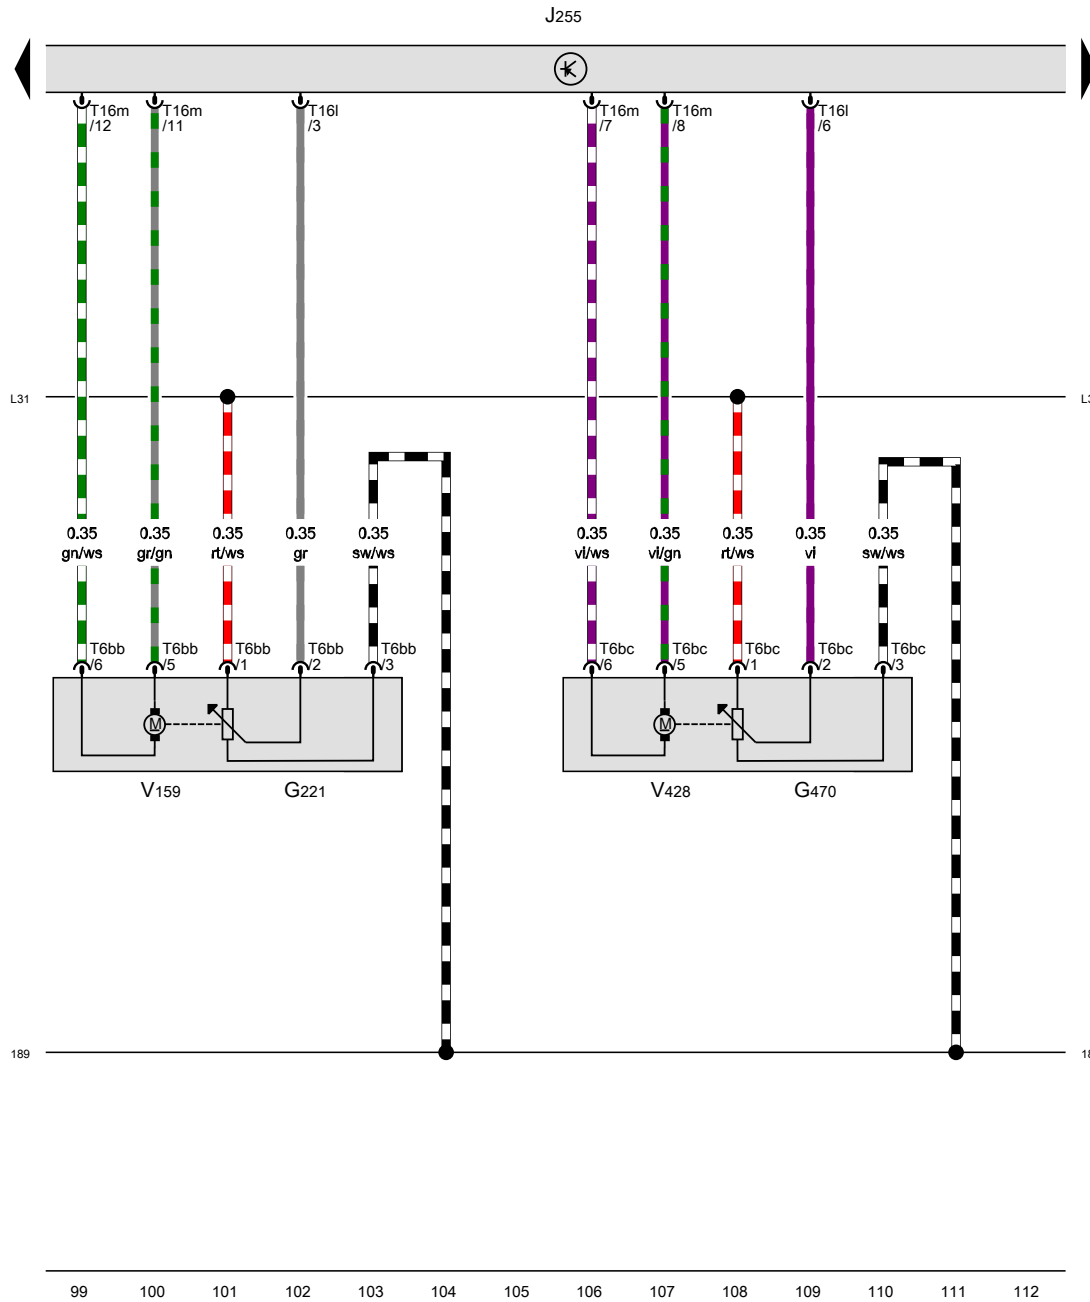 J255
T16m
/12
T16m
/11
T16l
/3
T16m
/7
T16m
/8
T16l
/6
L31
0.35
gn/ws
0.35
gr/gn
0.35
rt/ws
0.35
gr
0.35
sw/ws
0.35
vi/ws
0.35
vi/gn
0.35
rt/ws
0.35
vi
0.35
sw/ws
T6bb
/6
T6bb
/5
T6bb
/1
T6bb
/2
T6bb
/3
T6bc
/6
T6bc
/5
T6bc
/1
T6bc
/2
T6bc
/3
M
M
V159
G221
V428
G470
189
99 100 101 102 103 104 105 106 107 108 109 110 111 112